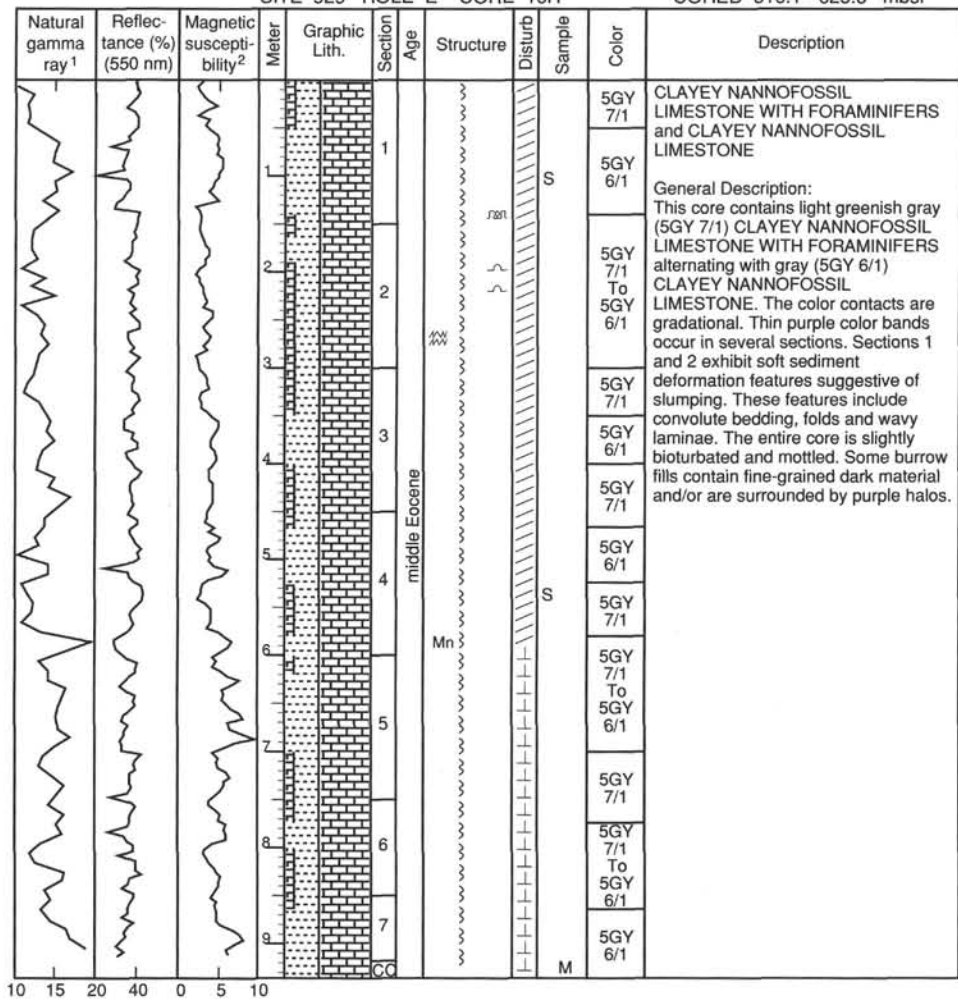 Natural gamma ray¹
Reflec-tance (%) (550 nm)
Magnetic suscepti-bility²
Meter
Graphic Lith.
Section
Age
Structure
Disturb
Sample
Color
Description
1
2
3
4
5
6
7
8
9
1
2
3
4
5
6
7
CC
middle Eocene
Mn
S
S
M
5GY
7/1
5GY
6/1
5GY
7/1
To
5GY
6/1
5GY
7/1
5GY
6/1
5GY
7/1
5GY
6/1
5GY
7/1
5GY
7/1
To
5GY
6/1
5GY
7/1
5GY
7/1
To
5GY
6/1
5GY
6/1
CLAYEY NANNOFOSSIL
LIMESTONE WITH FORAMINIFERS
and CLAYEY NANNOFOSSIL
LIMESTONE
General Description:
This core contains light greenish gray
(5GY 7/1) CLAYEY NANNOFOSSIL
LIMESTONE WITH FORAMINIFERS
alternating with gray (5GY 6/1)
CLAYEY NANNOFOSSIL
LIMESTONE. The color contacts are
gradational. Thin purple color bands
occur in several sections. Sections 1
and 2 exhibit soft sediment
deformation features suggestive of
slumping. These features include
convolute bedding, folds and wavy
laminae. The entire core is slightly
bioturbated and mottled. Some burrow
fills contain fine-grained dark material
and/or are surrounded by purple halos.
10 15 20 40 0 5 10